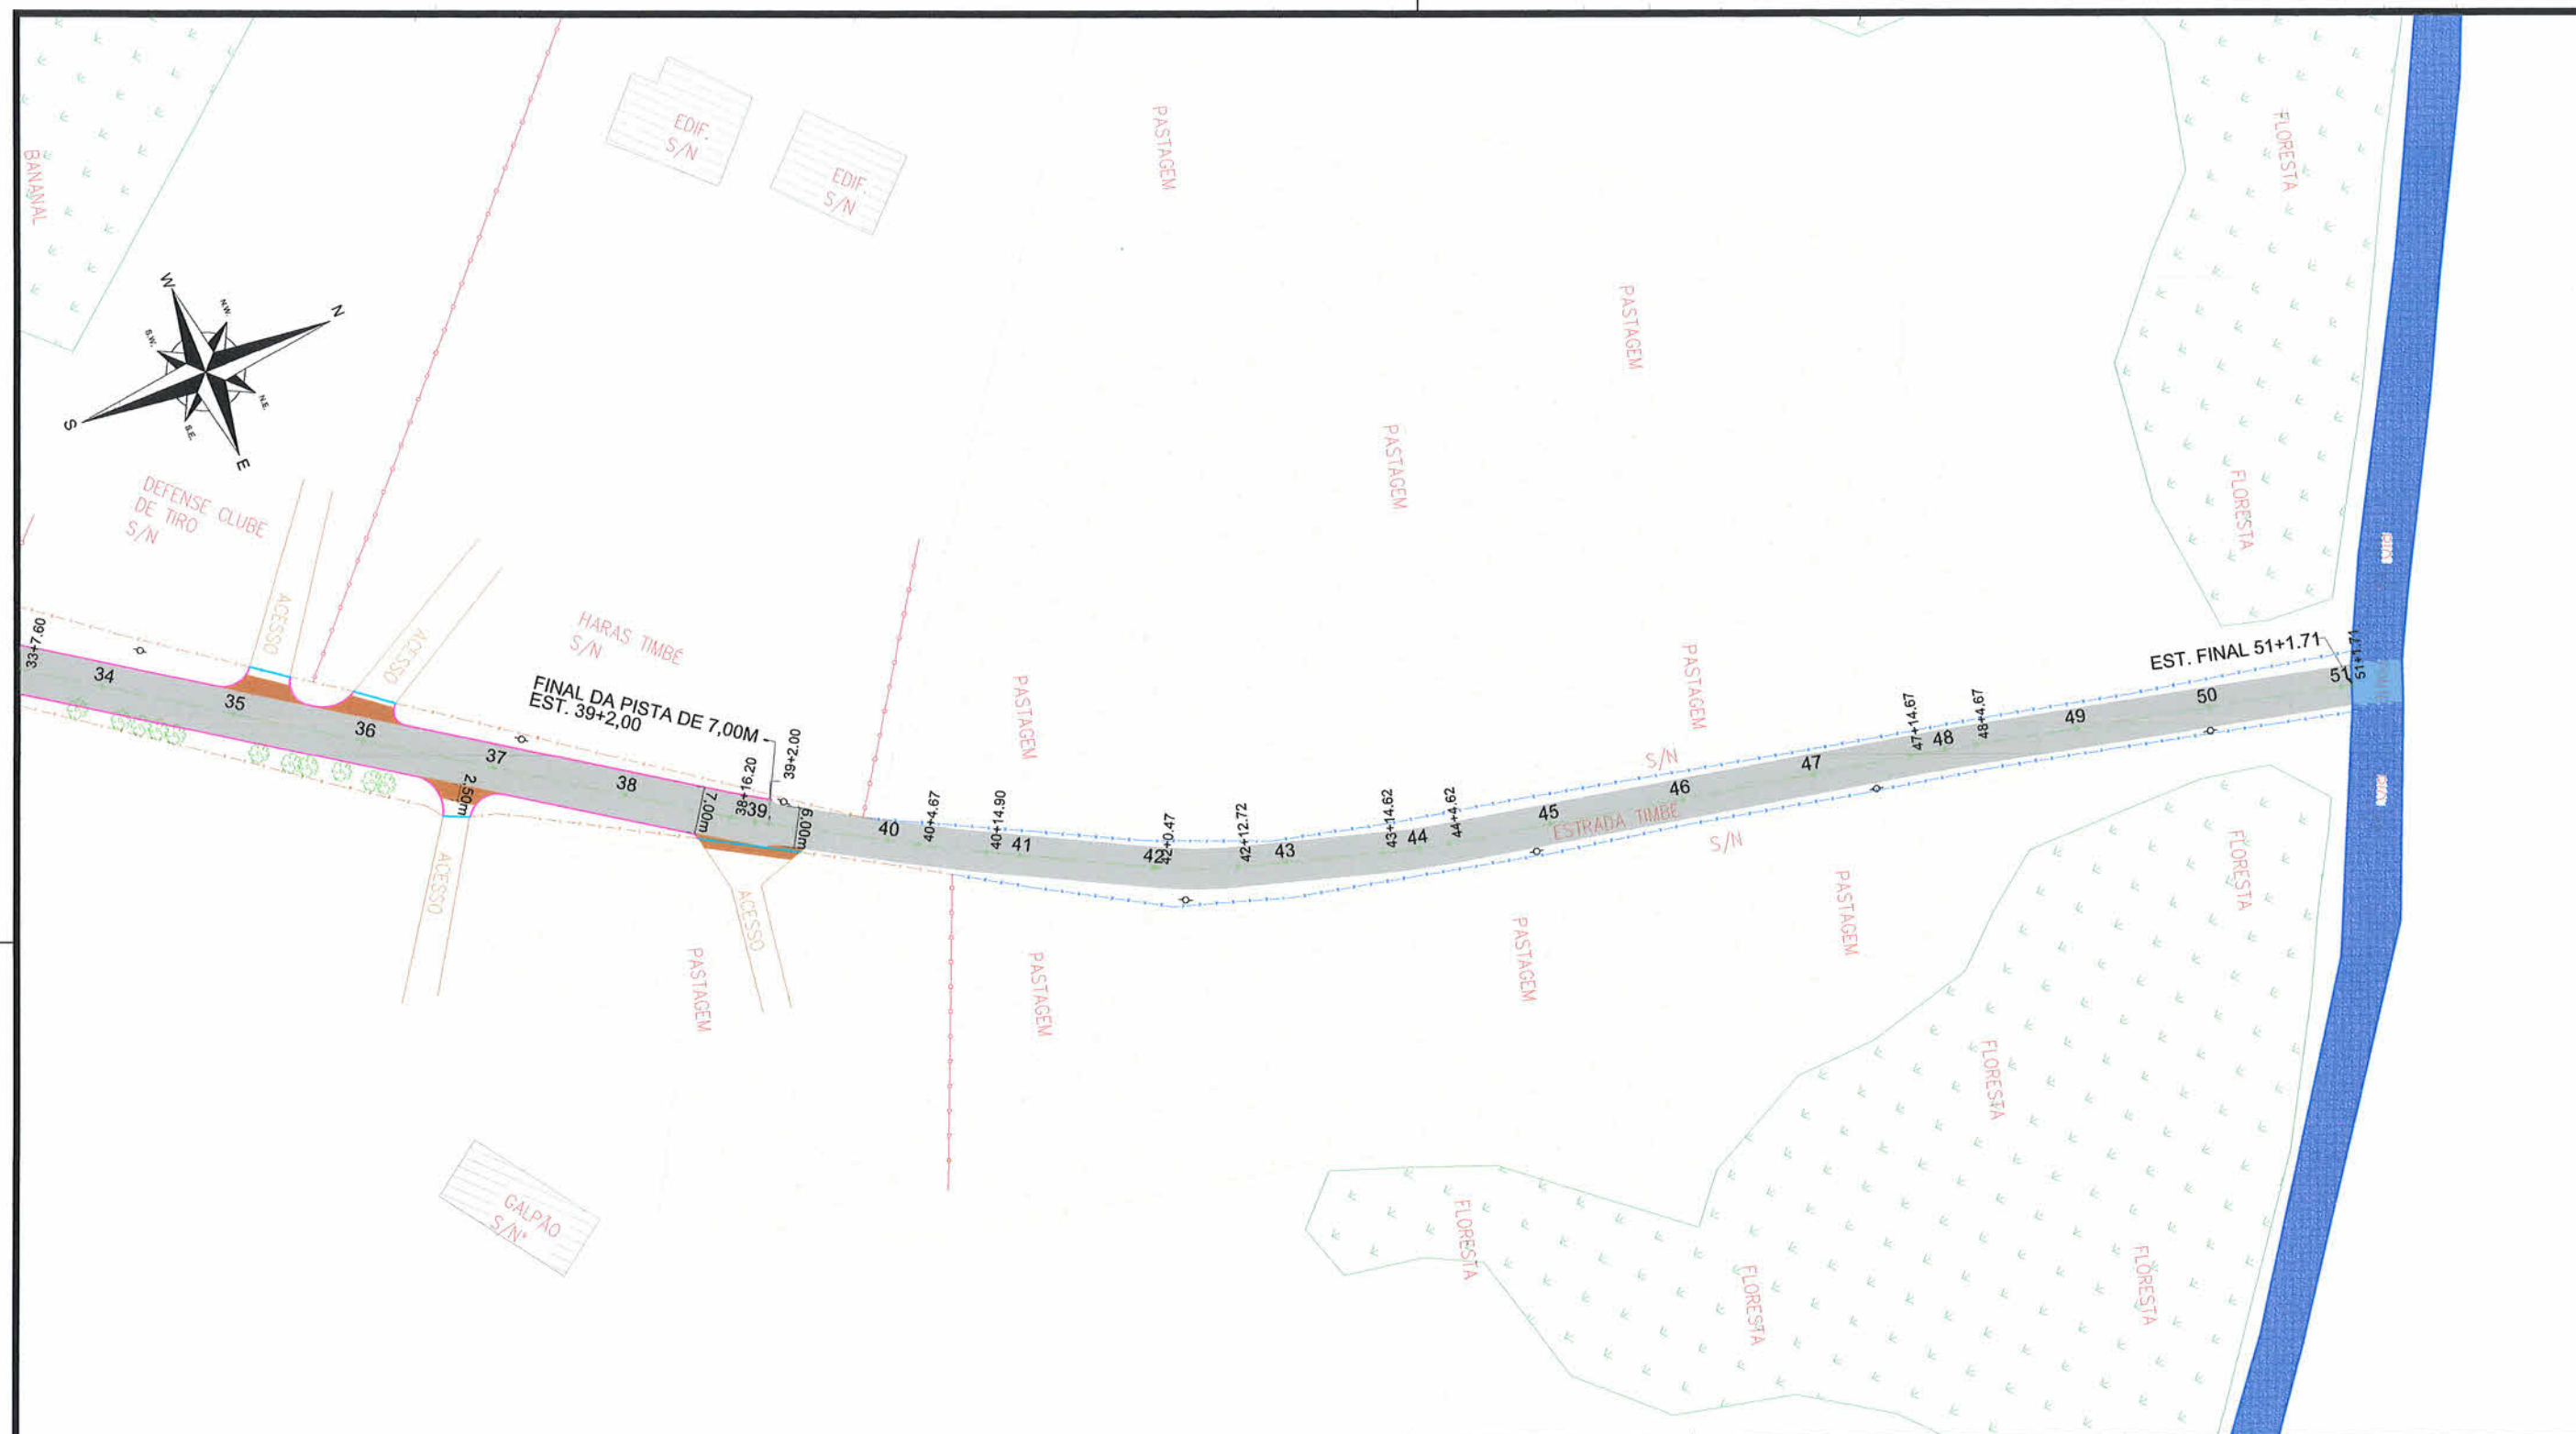 BANANAL
EDIF.
S/N
EDIF.
S/N
PASTAGEM
FLORESTA
PASTAGEM
PASTAGEM
FLORESTA
W
N.W.
N
S.W.
N.E.
S
S.E.
E
DEFENSE CLUBE
DE TIRO
S/N
ACESSO
ACESSO
HARAS TIMBÉ
S/N
FINAL DA PISTA DE 7,00M
EST. 39+2,00
PASTAGEM
PASTAGEM
S/N
EST. FINAL 51+1.71
51+1.71
33+7.60
34
35
36
37
38
38+16.20
39
39+2.00
40
40+4.67
40+14.90
41
42
42+0.47
42+12.72
43
43+14.62
44
44+4.62
45
46
47
47+14.67
48
48+4.67
49
50
51
2.50m
7.00m
6.00m
ESTRADA TIMBÉ
S/N
ACESSO
ACESSO
PASTAGEM
PASTAGEM
PASTAGEM
PASTAGEM
FLORESTA
FLORESTA
GALPÃO
S/Nº
FLORESTA
FLORESTA
FLORESTA